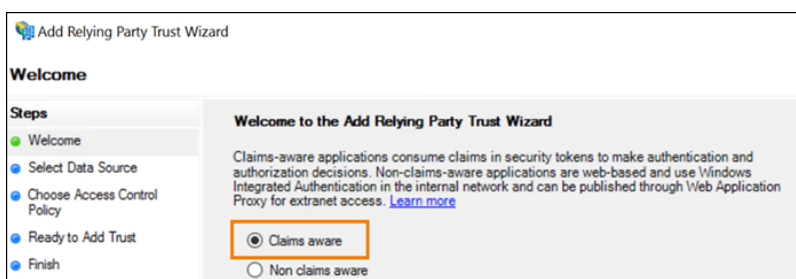 Add Relying Party Trust Wizard
Welcome
Steps
Welcome
Select Data Source
Choose Access Control
Policy
Ready to Add Trust
Finish
Welcome to the Add Relying Party Trust Wizard
Claims-aware applications consume claims in security tokens to make authentication and
authorization decisions. Non-claims-aware applications are web-based and use Windows
Integrated Authentication in the internal network and can be published through Web Application
Proxy for extranet access. Learn more
Claims aware
Non claims aware